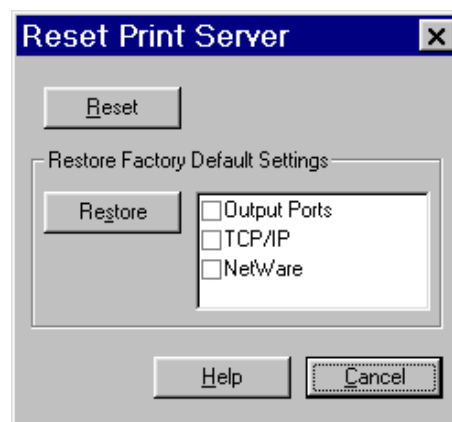 Reset Print Server
Reset
Restore Factory Default Settings
Restore
Output Ports
TCP/IP
NetWare
Help
Cancel